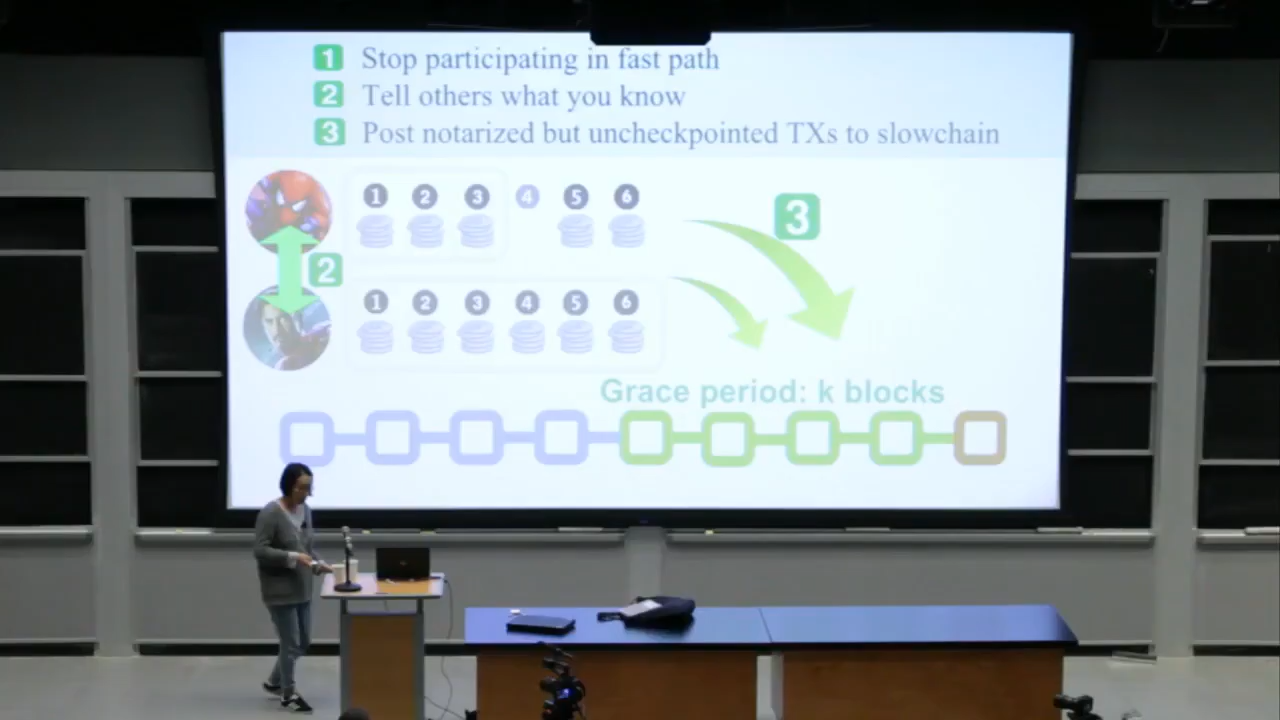 1 Stop participating in fast path
2 Tell others what you know
3 Post notarized but uncheckpointed TXs to slowchain
1 2 3 4 5 6
3
2
1 2 3 4 5 6
Grace period: k blocks